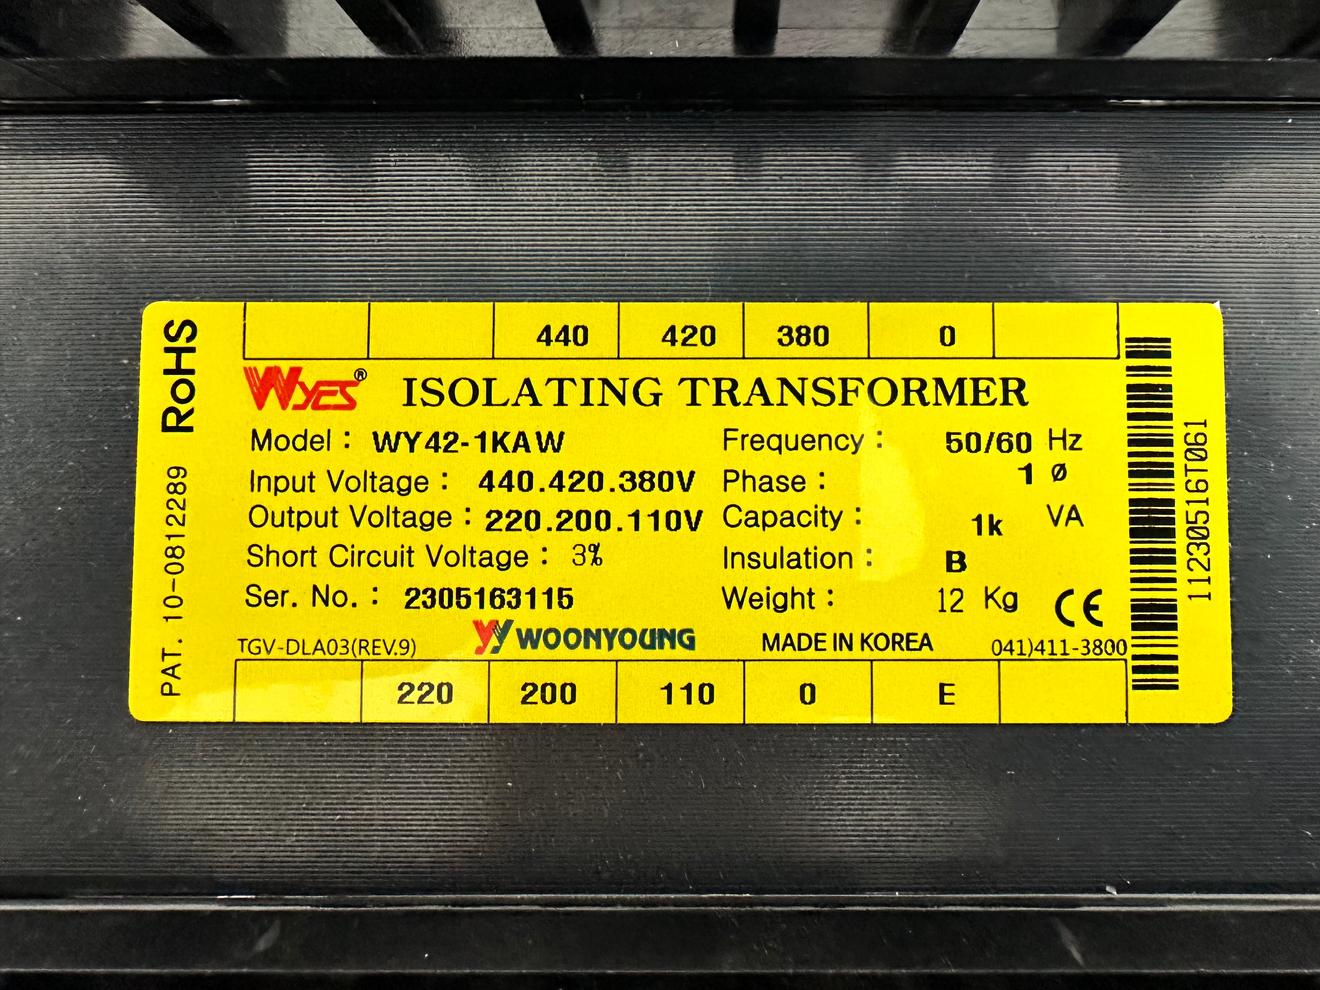 RoHS
PAT. 10-0812289
440 420 380 0
WYES® ISOLATING TRANSFORMER
Model : WY42-1KAW
Frequency : 50/60 Hz
Input Voltage : 440.420.380V
Phase : 1 ø
Output Voltage : 220.200.110V
Capacity : 1k VA
Short Circuit Voltage : 3%
Insulation : B
Ser. No. : 2305163115
Weight : 12 Kg CE
TGV-DLA03(REV.9) WOONYOUNG MADE IN KOREA 041)411-3800
220 200 110 0 E
11230516T061